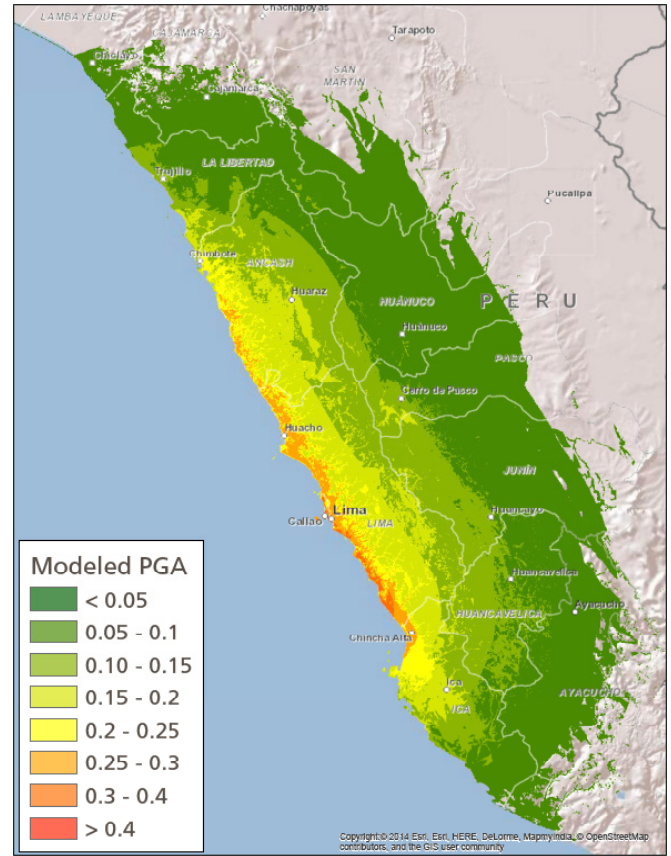 LAMBAYEQUE
Chachapoyas
CAJAMARCA
Tarapoto
Chiclayo
SAN
MARTIN
Cajamarca
LA LIBERTAD
Trujillo
Pucallpa
Chimbote
ANCASH
Huaraz
HUÁNUCO
PERU
Huánuco
PASCO
Cerro de Pasco
Huacho
JUNÍN
Lima
Callao
LIMA
Huancayo
Huancavelica
Ayacucho
HUANCAVELICA
Chincha Alta
Ica
ICA
AYACUCHO
Modeled PGA
< 0.05
0.05 - 0.1
0.10 - 0.15
0.15 - 0.2
0.2 - 0.25
0.25 - 0.3
0.3 - 0.4
> 0.4
Copyright:© 2014 Esri, Esri, HERE, DeLorme, MapmyIndia, © OpenStreetMap
contributors, and the GIS user community